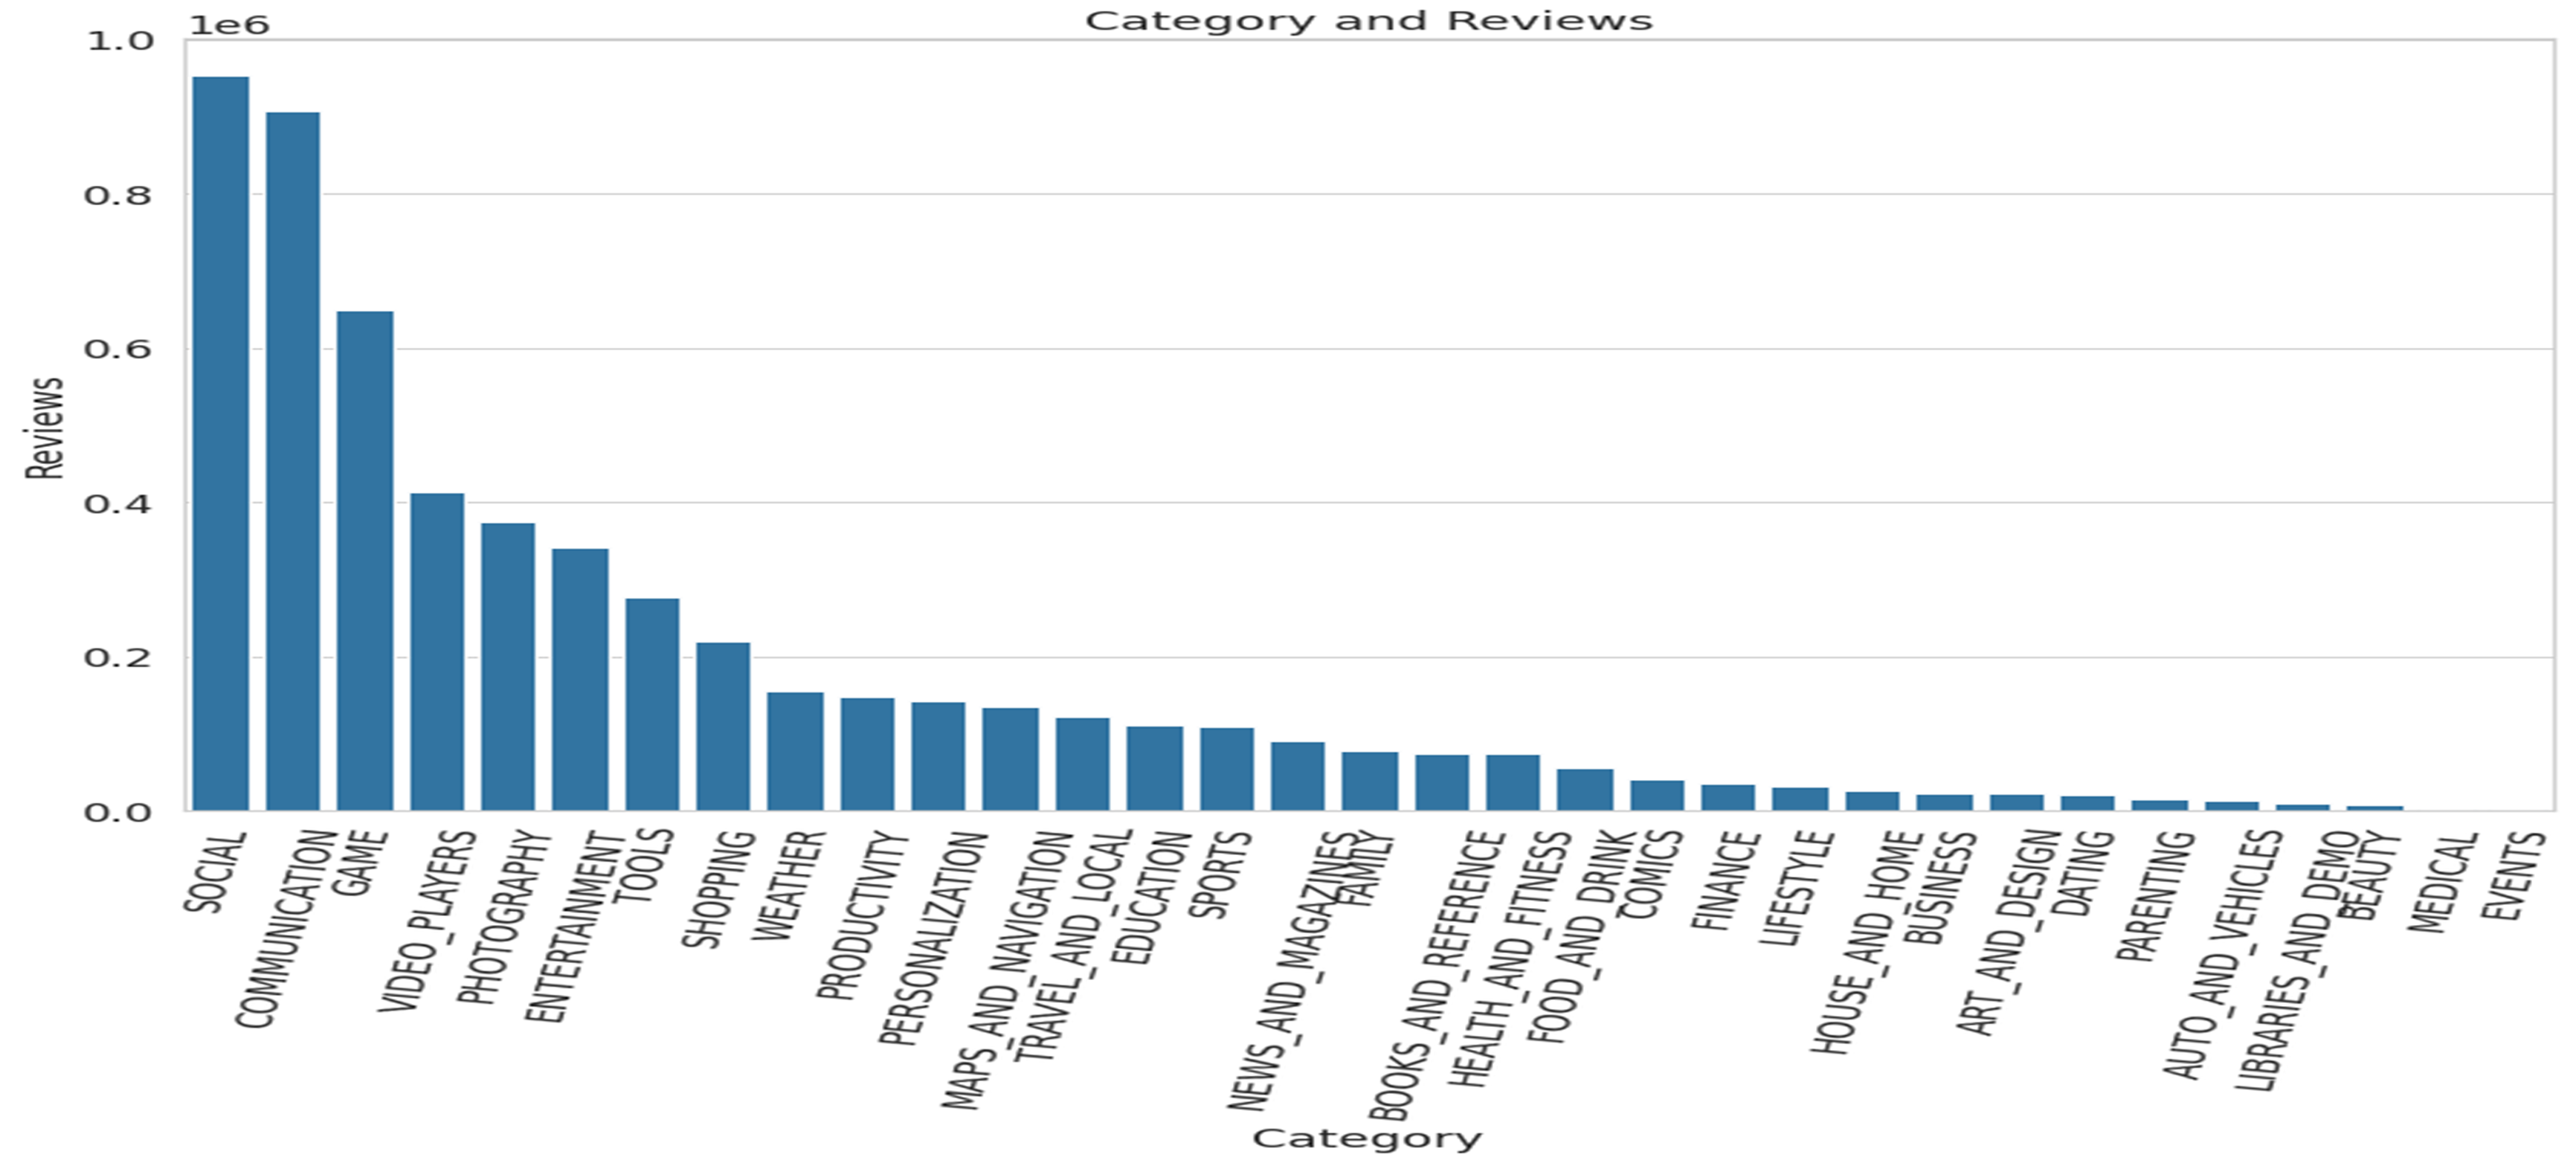 Category and Reviews
1e6
1.0
0.8
0.6
0.4
0.2
0.0
Reviews
SOCIAL
COMMUNICATION
GAME
VIDEO_PLAYERS
PHOTOGRAPHY
ENTERTAINMENT
TOOLS
SHOPPING
WEATHER
PRODUCTIVITY
PERSONALIZATION
MAPS_AND_NAVIGATION
TRAVEL_AND_LOCAL
EDUCATION
SPORTS
NEWS_AND_MAGAZINES
FAMILY
BOOKS_AND_REFERENCE
HEALTH_AND_FITNESS
FOOD_AND_DRINK
COMICS
FINANCE
LIFESTYLE
HOUSE_AND_HOME
BUSINESS
ART_AND_DESIGN
DATING
PARENTING
AUTO_AND_VEHICLES
LIBRARIES_AND_DEMO
BEAUTY
MEDICAL
EVENTS
Category